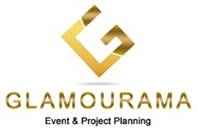 GLAMOURAMA
Event & Project Planning